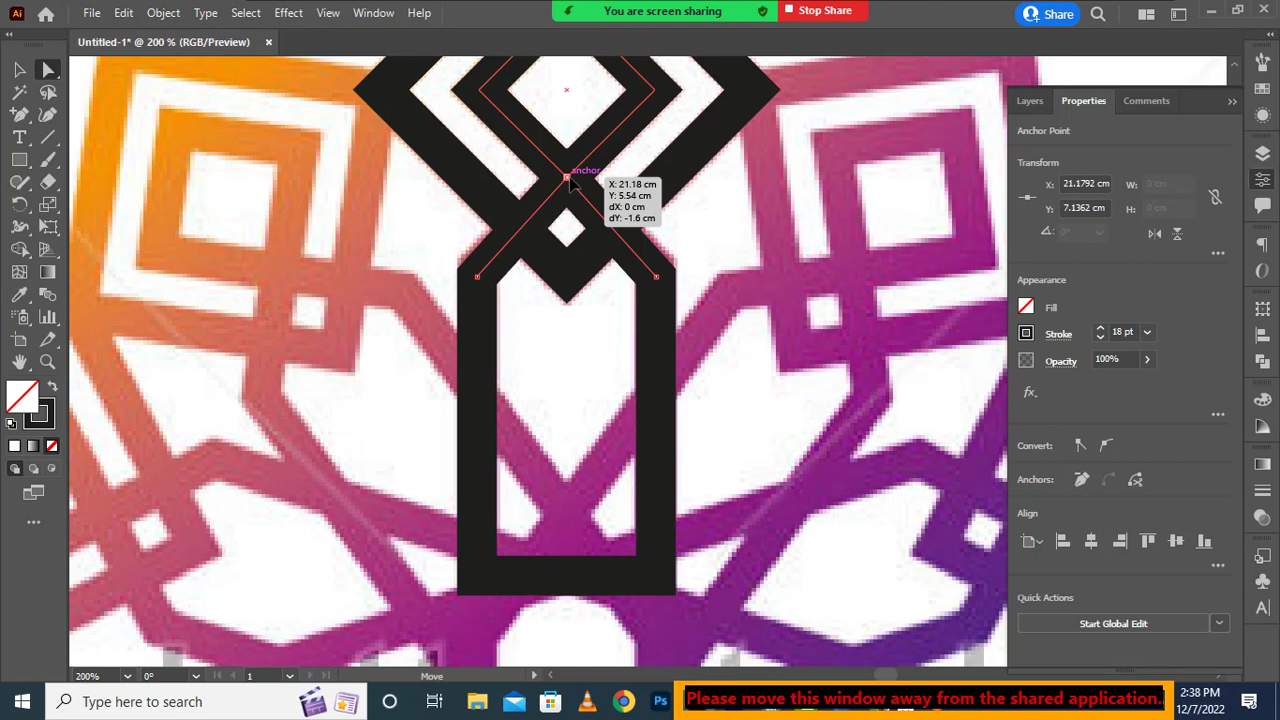 Ai
File
Edit
Object
Type
Select
Effect
View
Window
Help
You are screen sharing
Stop Share
Share
Untitled-1* @ 200 % (RGB/Preview)
×
Layers
Properties
Comments
Anchor Point
Transform
X: 21.1792 cm
W: 0 cm
Y: 7.1362 cm
H: 0 cm
0°
Appearance
Fill
Stroke
18 pt
Opacity
100%
fx.
Convert:
Anchors:
Align
Quick Actions
Start Global Edit
anchor
X: 21.18 cm
Y: 5.54 cm
dX: 0 cm
dY: -1.6 cm
200%
0°
1
Move
Type here to search
Ps
Please move this window away from the shared application.
2:33 PM
12/7/2022